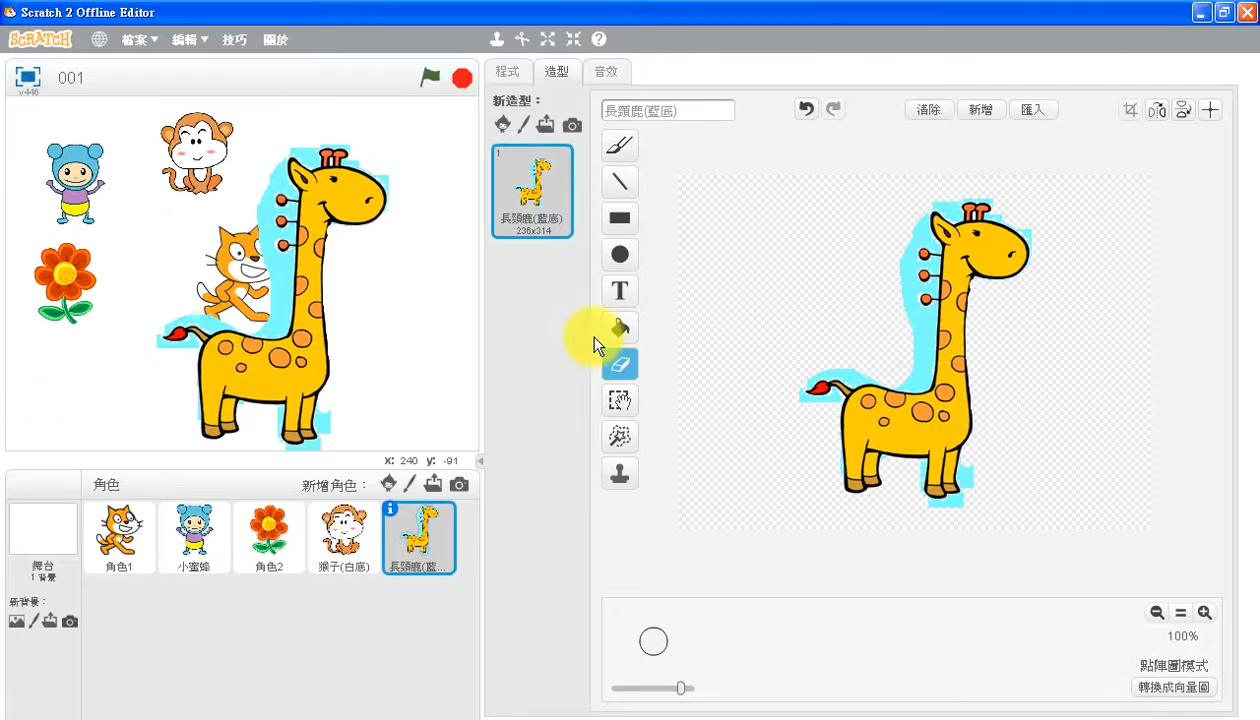 Scratch 2 Offline Editor
SCRATCH 檔案 編輯 技巧 關於
v446 001
程式 造型 音效
新造型：
1
長頸鹿(藍底)
236x314
長頸鹿(藍底)
清除 新增 匯入
T
x: 240 y: -91
角色 新增角色：
舞台
1 背景
新背景：
角色1 小蜜蜂 角色2 猴子(白底) 長頸鹿(藍...
100%
點陣圖模式
轉換成向量圖